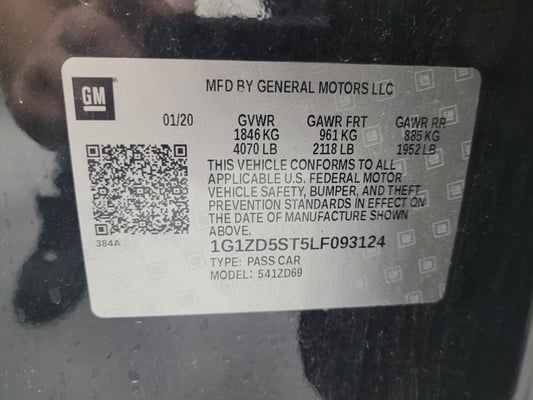 GM
MFD BY GENERAL MOTORS LLC
01/20 GVWR GAWR FRT GAWR RR
1846 KG 961 KG 885 KG
4070 LB 2118 LB 1952 LB
THIS VEHICLE CONFORMS TO ALL
APPLICABLE U.S. FEDERAL MOTOR
VEHICLE SAFETY, BUMPER, AND THEFT
PREVENTION STANDARDS IN EFFECT ON
THE DATE OF MANUFACTURE SHOWN
ABOVE.
384A
1G1ZD5ST5LF093124
TYPE: PASS CAR
MODEL: 541ZD69